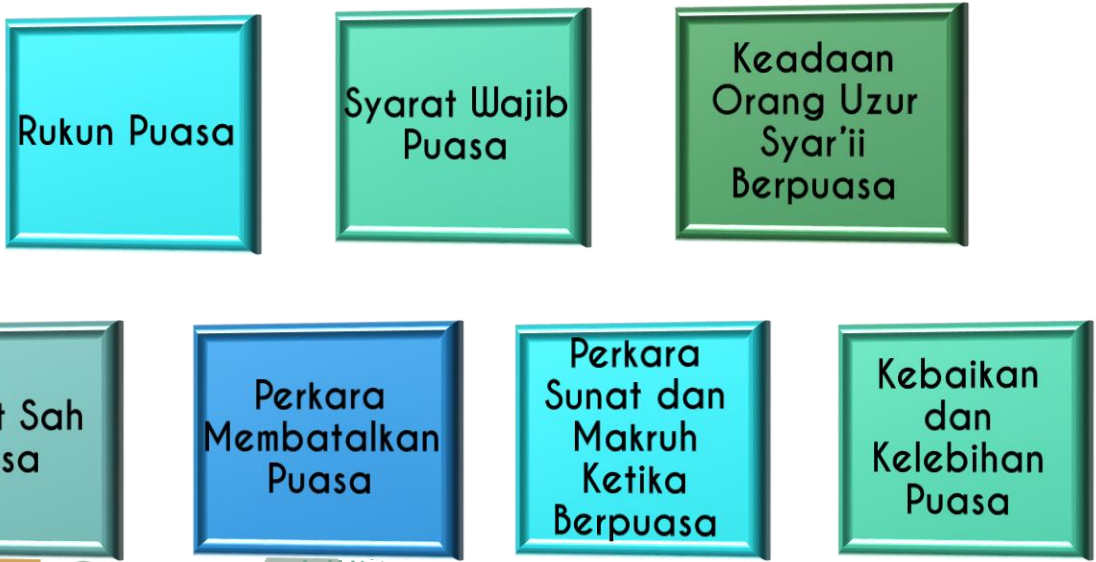 Rukun Puasa
Syarat Wajib
Puasa
Keadaan
Orang Uzur
Syar'ii
Berpuasa
Sah
Perkara
Membatalkan
Puasa
Perkara
Sunat dan
Makruh
Ketika
Berpuasa
Kebaikan
dan
Kelebihan
Puasa